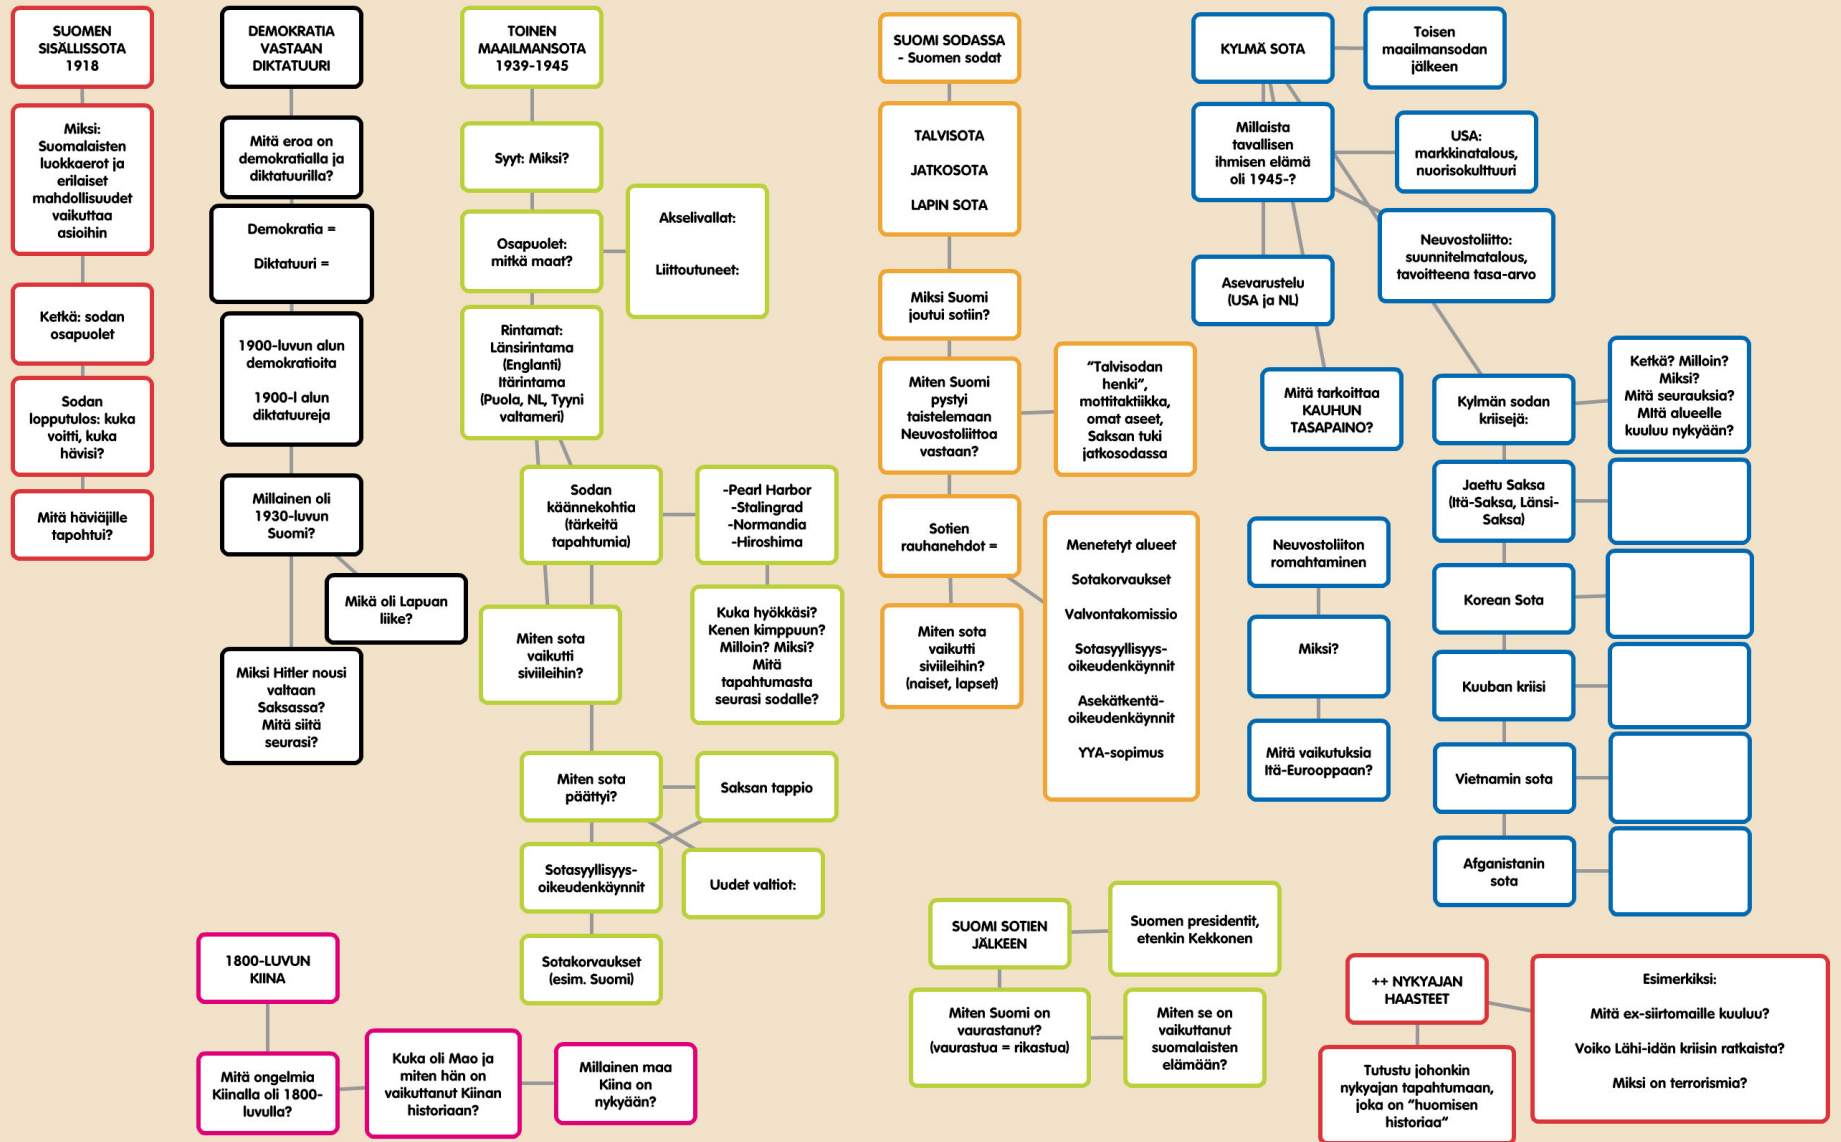 SUOMEN
SISÄLLISSOTA
1918
Miksi:
Suomalaisten
luokkaerot ja
erilaiset
mahdollisuudet
vaikuttaa
asioihin
Ketkä: sodan
osapuolet
Sodan
lopputulos: kuka
voitti, kuka
hävisi?
Mitä häviäjille
tapohtui?
DEMOKRATIA
VASTAAN
DIKTATUURI
Mitä eroa on
demokratialla ja
diktatuurilla?
Demokratia =
Diktatuuri =
1900-luvun alun
demokratioita
1900-l alun
diktatuureja
Millainen oli
1930-luvun
Suomi?
Mikä oli Lapuan
liike?
Miksi Hitler nousi
valtaan
Saksassa?
Mitä siitä
seurasi?
TOINEN
MAAILMANSOTA
1939-1945
Syyt: Miksi?
Osapuolet:
mitkä maat?
Akselivallat:
Liittoutuneet:
Rintamat:
Länsirintama
(Englanti)
Itärintama
(Puola, NL, Tyyni
valtameri)
Sodan
käännekohtia
(tärkeitä
tapahtumia)
-Pearl Harbor
-Stalingrad
-Normandia
-Hiroshima
Kuka hyökkäsi?
Kenen kimppuun?
Milloin? Miksi?
Mitä
tapahtumasta
seurasi sodalle?
Miten sota
vaikutti
siviileihin?
Miten sota
päättyi?
Saksan tappio
Sotasyyllisyys-
oikeudenkäynnit
Uudet valtiot:
Sotakorvaukset
(esim. Suomi)
SUOMI SODASSA
- Suomen sodat
TALVISOTA
JATKOSOTA
LAPIN SOTA
Miksi Suomi
joutui sotiin?
Miten Suomi
pystyi
taistelemaan
Neuvostoliittoa
vastaan?
"Talvisodan
henki",
mottitaktiikka,
omat aseet,
Saksan tuki
jatkosodassa
Sotien
rauhanehdot =
Menetetyt alueet
Sotakorvaukset
Valvontakomissio
Sotasyyllisyys-
oikeudenkäynnit
Asekätkentä-
oikeudenkäynnit
YYA-sopimus
Miten sota
vaikutti
siviileihin?
(naiset, lapset)
KYLMÄ SOTA
Toisen
maailmansodan
jälkeen
Millaista
tavallisen
ihmisen elämä
oli 1945-?
USA:
markkinatalous,
nuorisokulttuuri
Neuvostoliitto:
suunnitelmatalous,
tavoitteena tasa-arvo
Asevarustelu
(USA ja NL)
Mitä tarkoittaa
KAUHUN
TASAPAINO?
Kylmän sodan
kriisejä:
Ketkä? Milloin?
Miksi?
Mitä seurauksia?
MItä alueelle
kuuluu nykyään?
Jaettu Saksa
(Itä-Saksa, Länsi-
Saksa)
Korean Sota
Kuuban kriisi
Vietnamin sota
Afganistanin
sota
Neuvostoliiton
romahtaminen
Miksi?
Mitä vaikutuksia
Itä-Eurooppaan?
1800-LUVUN
KIINA
Mitä ongelmia
Kiinalla oli 1800-
luvulla?
Kuka oli Mao ja
miten hän on
vaikuttanut Kiinan
historiaan?
Millainen maa
Kiina on
nykyään?
SUOMI SOTIEN
JÄLKEEN
Suomen presidentit,
etenkin Kekkonen
Miten Suomi on
vaurastanut?
(vaurastua = rikastua)
Miten se on
vaikuttanut
suomalaisten
elämään?
++ NYKYAJAN
HAASTEET
Esimerkiksi:
Mitä ex-siirtomaille kuuluu?
Voiko Lähi-idän kriisin ratkaista?
Miksi on terrorismia?
Tutustu johonkin
nykyajan tapahtumaan,
joka on "huomisen
historiaa"